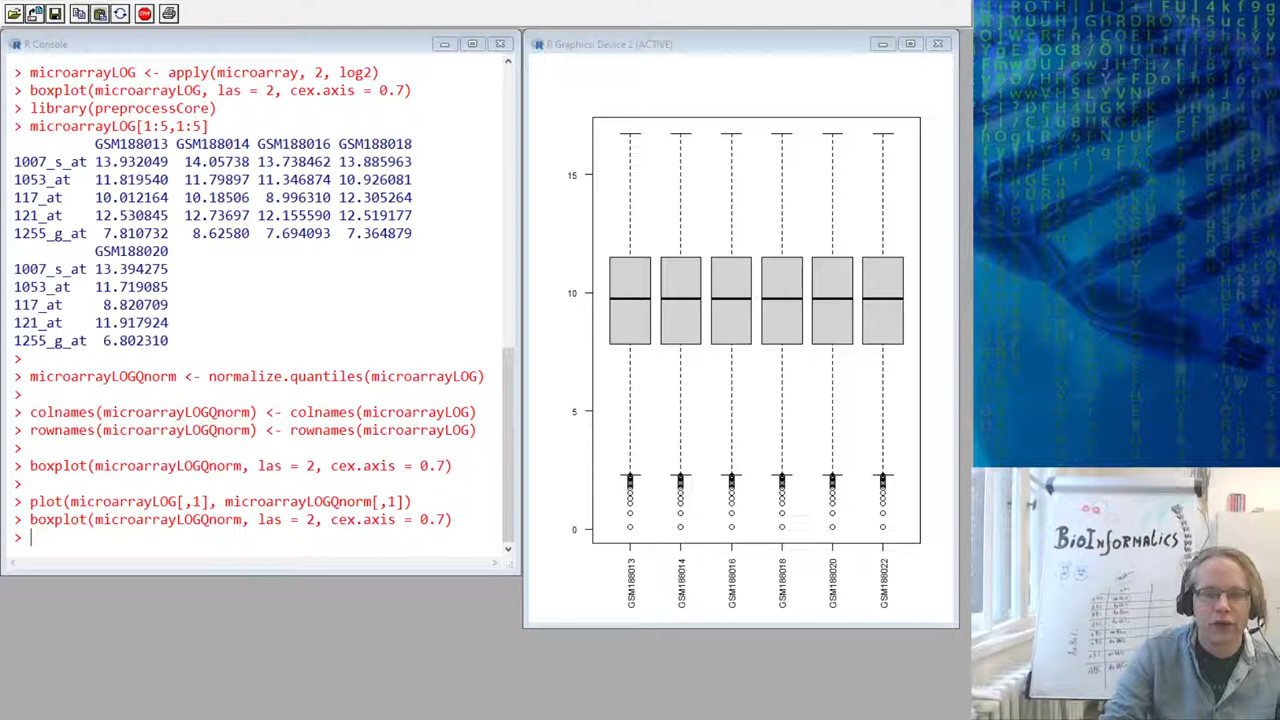 R Console
> microarrayLOG <- apply(microarray, 2, log2)
> boxplot(microarrayLOG, las = 2, cex.axis = 0.7)
> library(preprocessCore)
> microarrayLOG[1:5,1:5]
GSM188013 GSM188014 GSM188016 GSM188018
1007_s_at 13.932049 14.05738 13.738462 13.885963
1053_at 11.819540 11.79897 11.346874 10.926081
117_at 10.012164 10.18506 8.996310 12.305264
121_at 12.530845 12.73697 12.155590 12.519177
1255_g_at 7.810732 8.62580 7.694093 7.364879
GSM188020
1007_s_at 13.394275
1053_at 11.719085
117_at 8.820709
121_at 11.917924
1255_g_at 6.802310
>
> microarrayLOGQnorm <- normalize.quantiles(microarrayLOG)
>
> colnames(microarrayLOGQnorm) <- colnames(microarrayLOG)
> rownames(microarrayLOGQnorm) <- rownames(microarrayLOG)
>
> boxplot(microarrayLOGQnorm, las = 2, cex.axis = 0.7)
>
> plot(microarrayLOG[,1], microarrayLOGQnorm[,1])
> boxplot(microarrayLOGQnorm, las = 2, cex.axis = 0.7)
>
R Graphics: Device 2 (ACTIVE)
15
10
5
0
GSM188013
GSM188014
GSM188016
GSM188018
GSM188020
GSM188022
STOP
BioInformatics